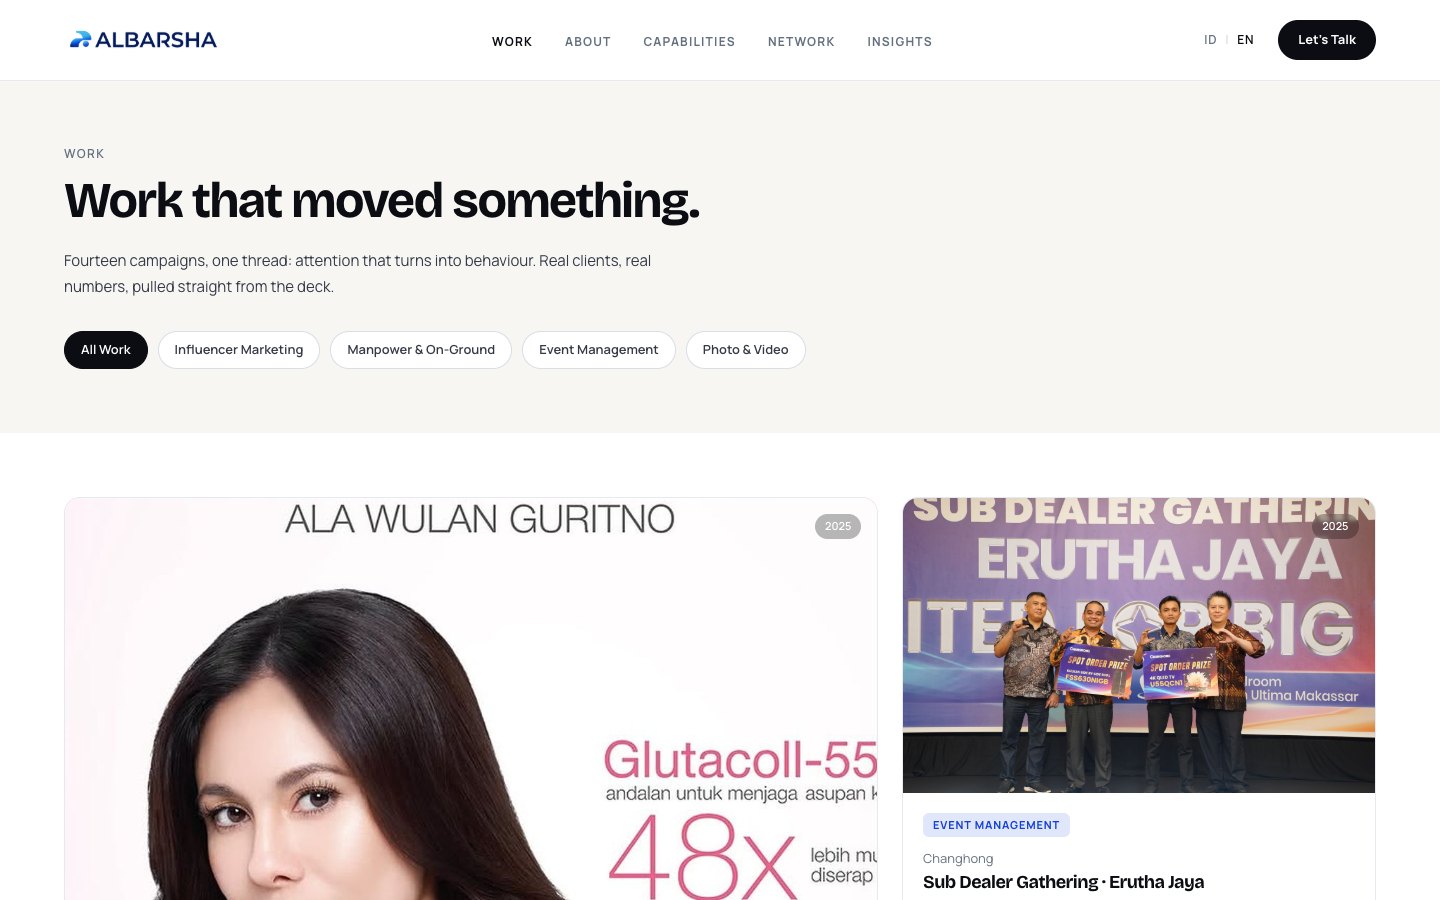 ALBARSHA
WORK
ABOUT
CAPABILITIES
NETWORK
INSIGHTS
ID | EN
Let's Talk
WORK
Work that moved something.
Fourteen campaigns, one thread: attention that turns into behaviour. Real clients, real
numbers, pulled straight from the deck.
All Work
Influencer Marketing
Manpower & On-Ground
Event Management
Photo & Video
ALA WULAN GURITNO
2025
Glutacoll-55
andalan untuk menjaga asupan
48x
lebih
diserap
SUB DEALER GATHERIN
2025
ERUTHA JAYA
BIG
SPOT ORDER PRIZE
SPOT ORDER PRIZE
4K QLED TV
Ultima Makassar
EVENT MANAGEMENT
Changhong
Sub Dealer Gathering · Erutha Jaya